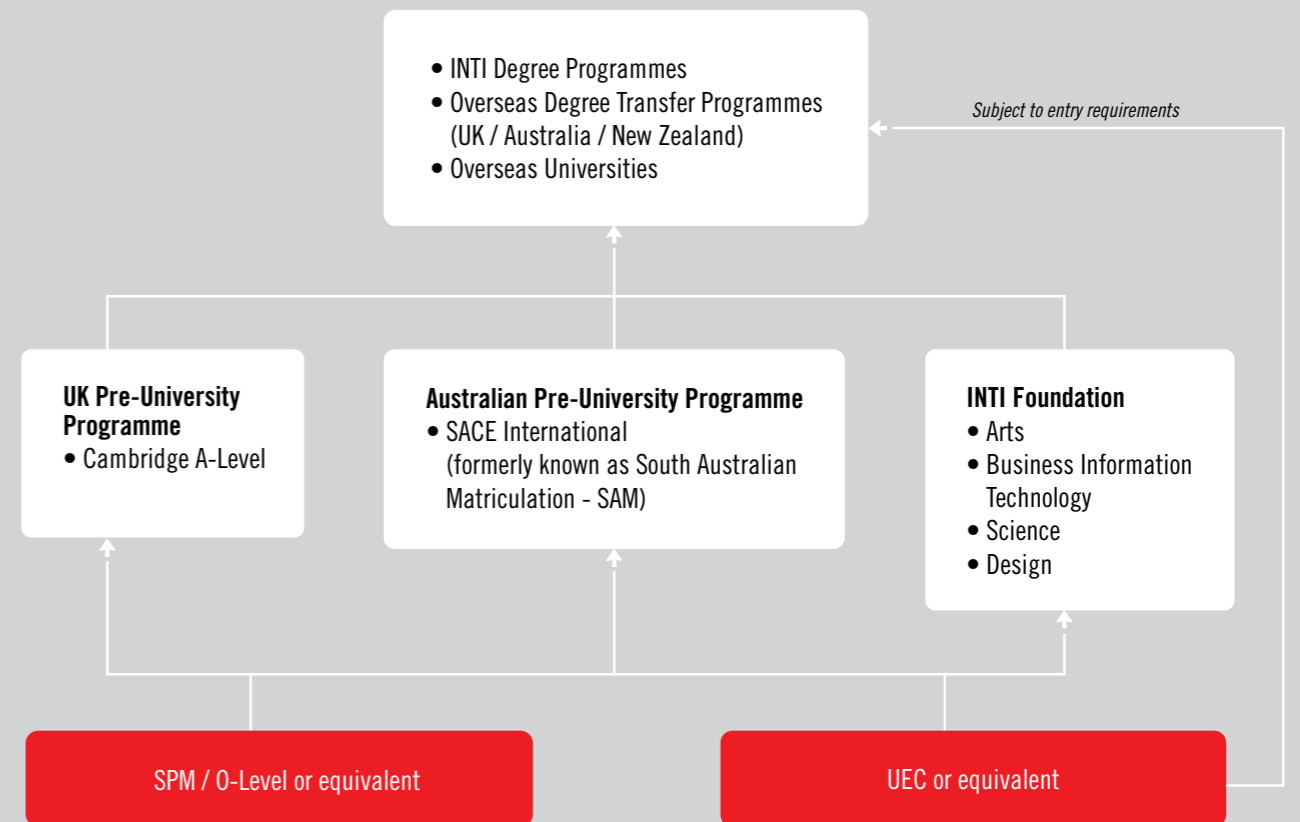 • INTI Degree Programmes
• Overseas Degree Transfer Programmes
(UK / Australia / New Zealand)
• Overseas Universities
Subject to entry requirements
UK Pre-University
Programme
• Cambridge A-Level
Australian Pre-University Programme
• SACE International
(formerly known as South Australian
Matriculation - SAM)
INTI Foundation
• Arts
• Business Information
Technology
• Science
• Design
SPM / O-Level or equivalent
UEC or equivalent